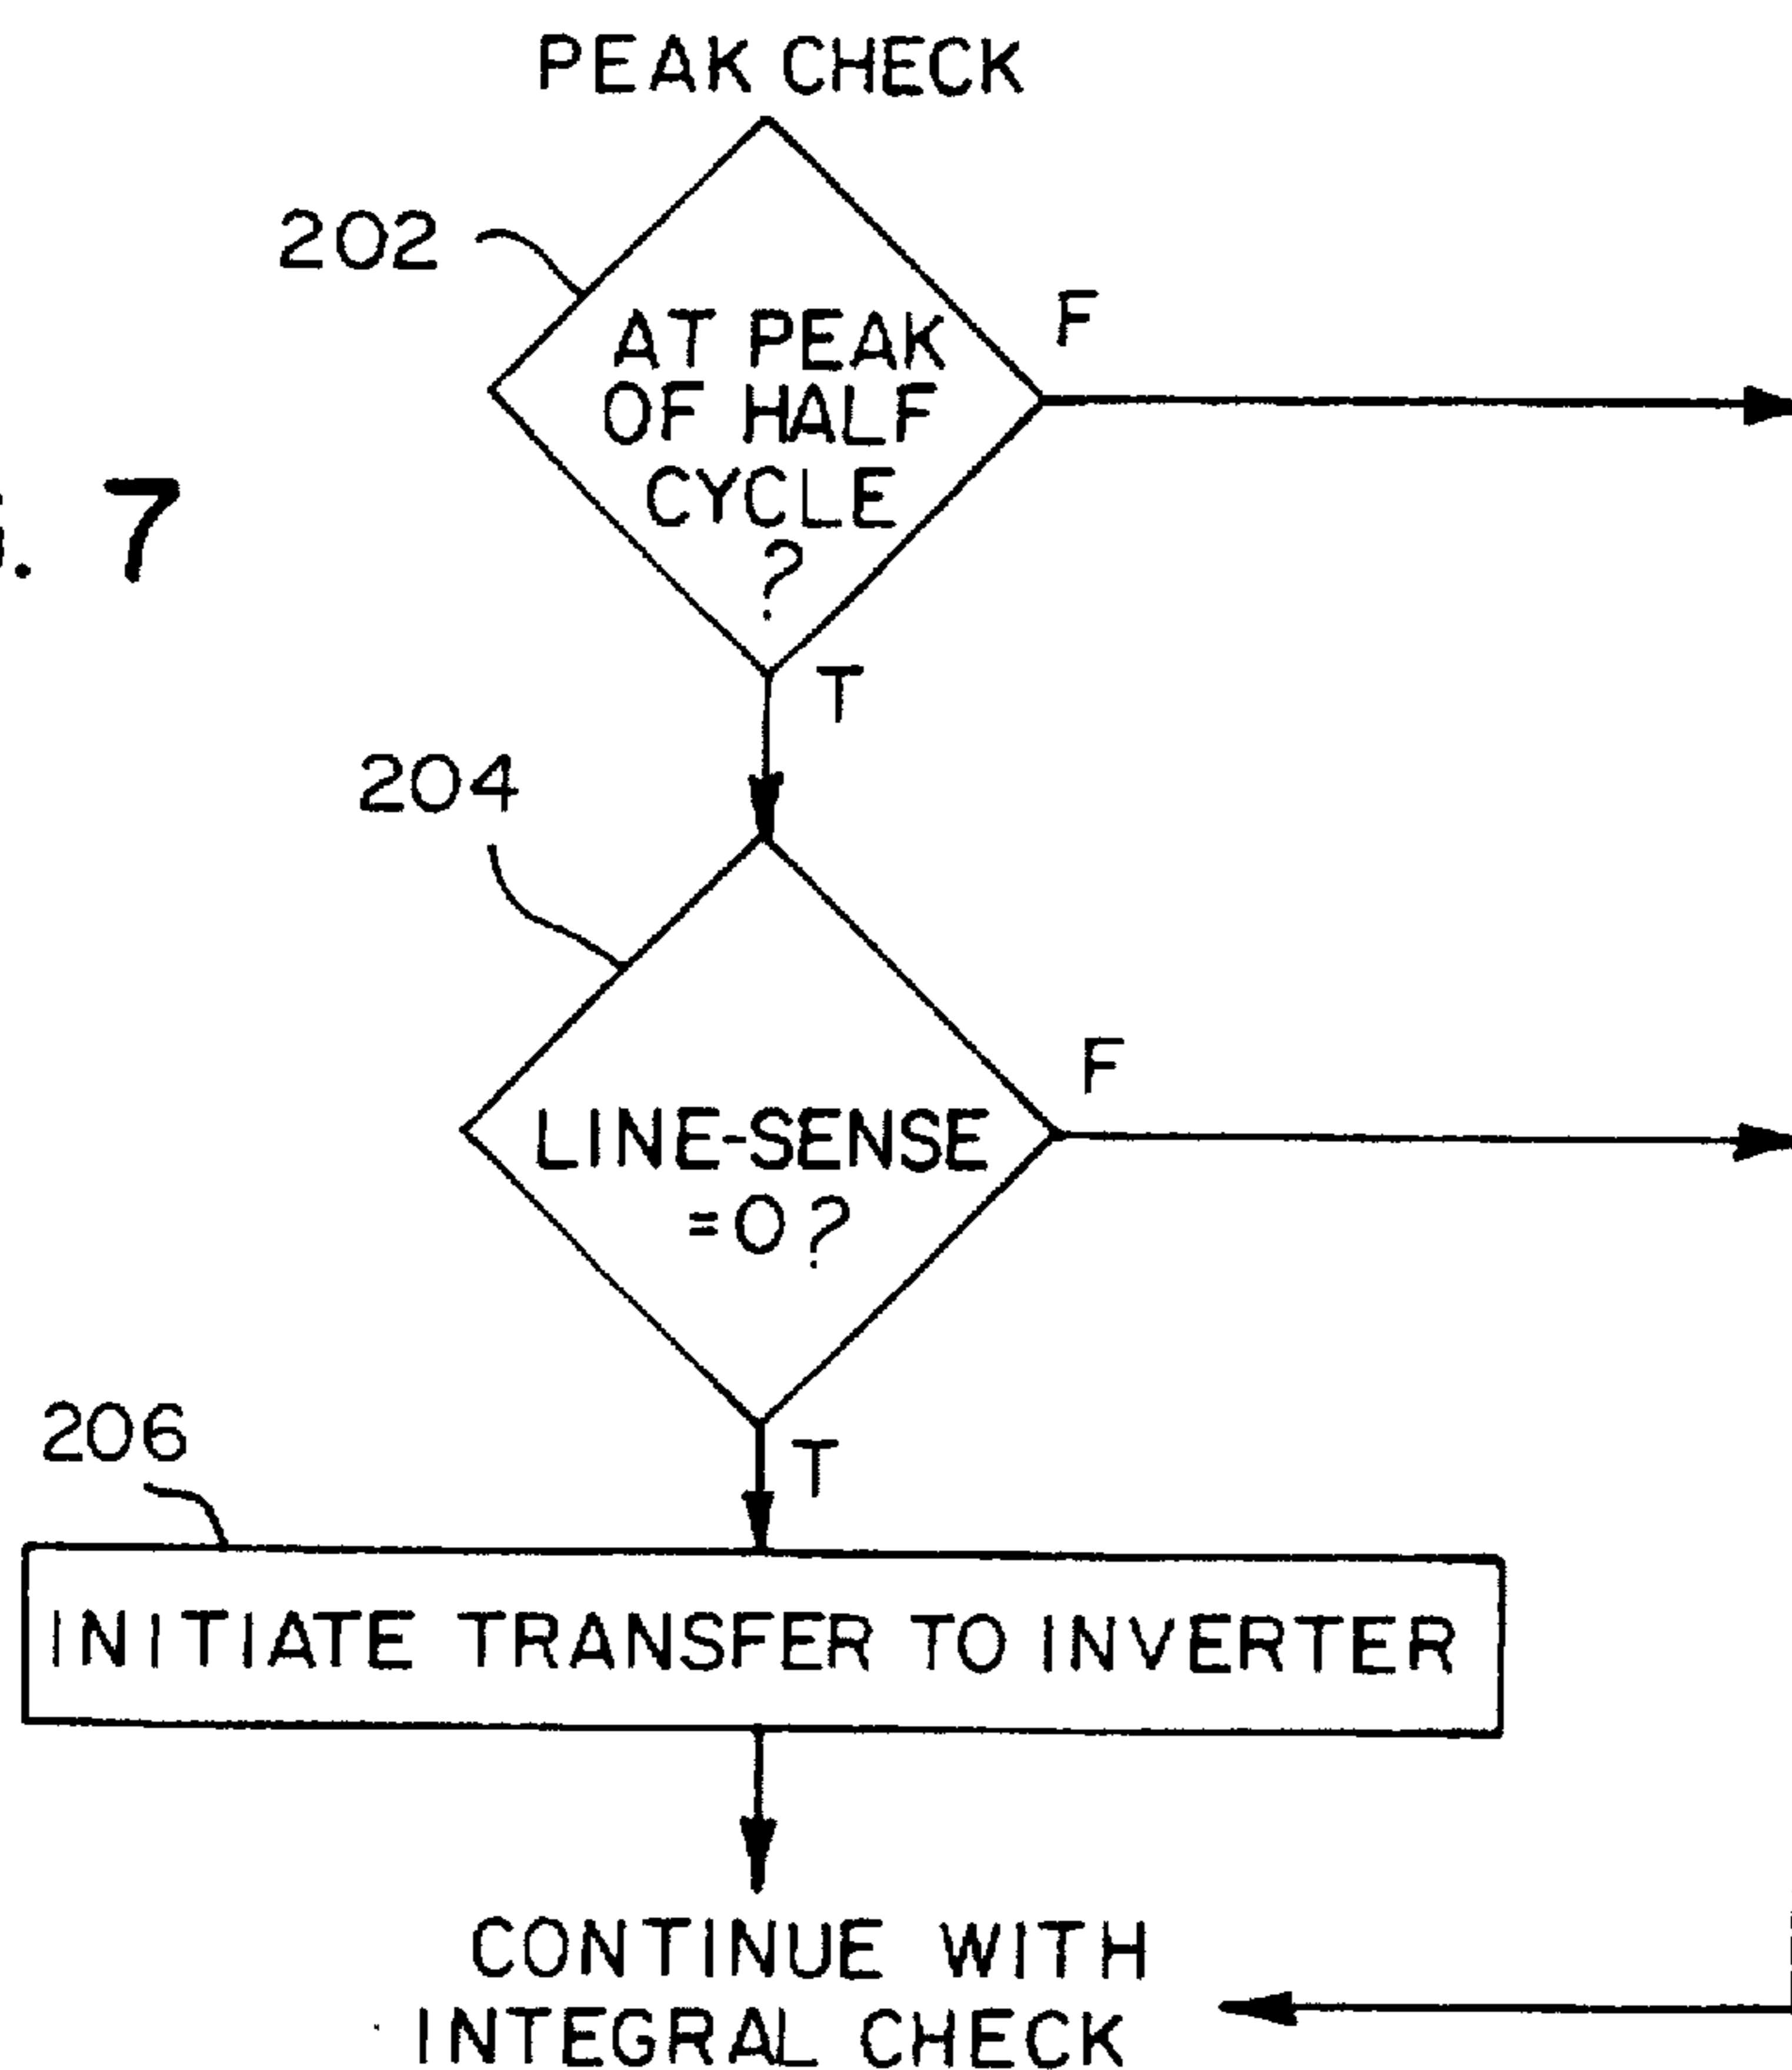 PEAK CHECK
202
AT PEAK
OF HALF
CYCLE
?
F
. 7
T
204
LINE-SENSE
=0?
F
206
T
INITIATE TRANSFER TO INVERTER
CONTINUE WITH
INTEGRAL CHECK